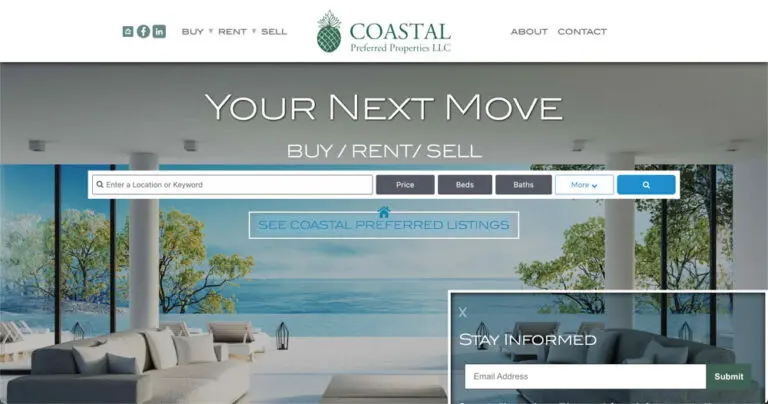 BUY RENT SELL
COASTAL
Preferred Properties LLC
ABOUT CONTACT
YOUR NEXT MOVE
BUY / RENT/ SELL
Enter a Location or Keyword Price Beds Baths More
SEE COASTAL PREFERRED LISTINGS
X
STAY INFORMED
Email Address Submit